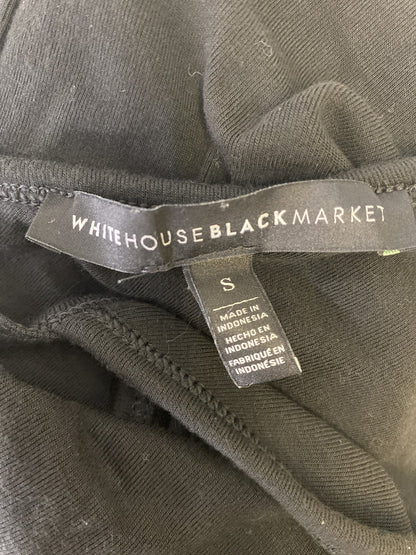 WHITEHOUSEBLACKMARKET
S
MADE IN
INDONESIA
HECHO EN
INDONESIA
FABRIQUÉ EN
INDONÉSIE